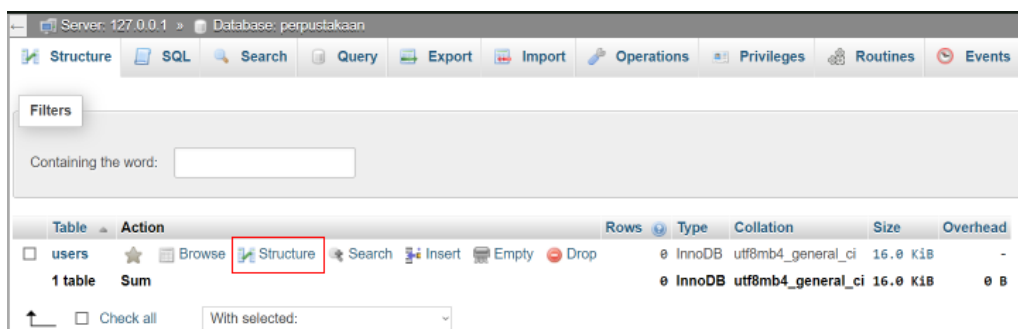 Server: 127.0.0.1 » Database: perpustakaan
Structure SQL Search Query Export Import Operations Privileges Routines Events
Filters
Containing the word:
Table Action Rows Type Collation Size Overhead
users Browse Structure Search Insert Empty Drop 0 InnoDB utf8mb4_general_ci 16.0 KiB -
1 table Sum 0 InnoDB utf8mb4_general_ci 16.0 KiB 0 B
Check all With selected: